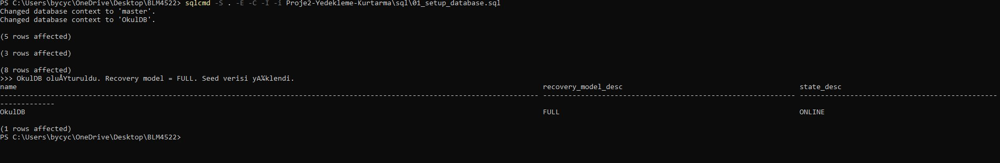 PS C:\Users\bycyc\OneDrive\Desktop\BLM4522> sqlcmd -S . -E -C -I -i Proje2-Yedekleme-Kurtarma\sql\01_setup_database.sql
Changed database context to 'master'.
Changed database context to 'OkulDB'.
(5 rows affected)
(3 rows affected)
(8 rows affected)
>>> OkulDB oluÅYturuldu. Recovery model = FULL. Seed verisi yA¼klendi.
name recovery_model_desc state_desc
-------------------------------------------------------------------------------------------------------------------------------- ------------------------------------------------------------ -----------------------------------------------
-------------
OkulDB FULL ONLINE
(1 rows affected)
PS C:\Users\bycyc\OneDrive\Desktop\BLM4522>